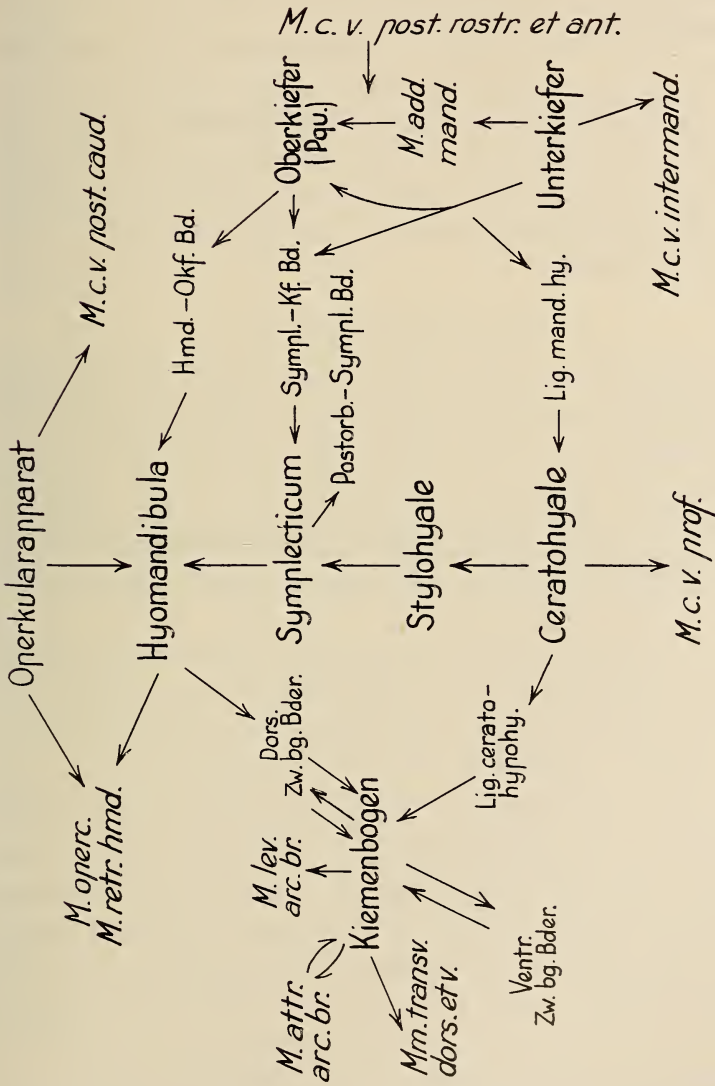 M. c. v. post. rostr. et ant.
Oberkiefer
(Pqu.)
M. add.
mand.
Unterkiefer
M. c. v. intermand.
M. c. v. post. caud.
Hmd.-Okf. Bd.
Sympl.-Kf. Bd.
Postorb.-Sympl. Bd.
Lig. mand. hy.
Operkularapparat
Hyomandibula
Symplecticum
Stylohyale
Ceratohyale
M. c. v. prof.
M. operc.
M. retr. hmd.
Dors.
Zw. bg. Bder.
Lig. cerato-
hypohy.
M. lev.
arc. br.
Kiemenbogen
M. attr.
arc. br.
Mm. transv.
dors. et v.
Ventr.
Zw. bg. Bder.